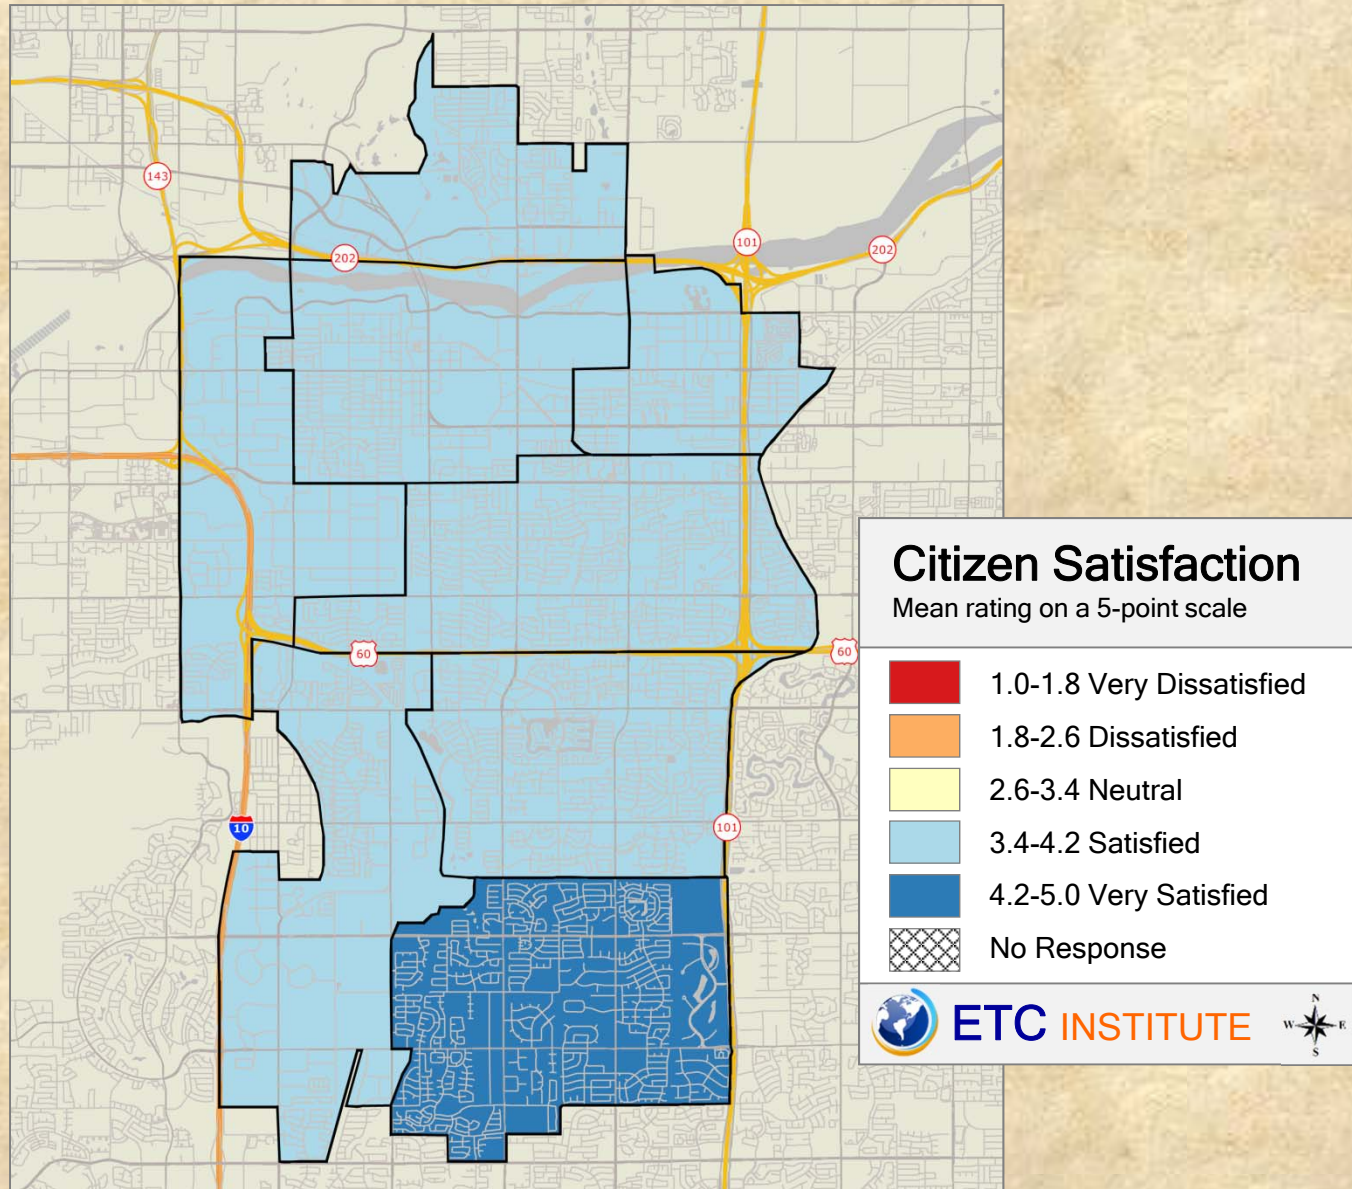 143
202
101
202
Citizen Satisfaction
Mean rating on a 5-point scale
60
60
1.0-1.8 Very Dissatisfied
1.8-2.6 Dissatisfied
2.6-3.4 Neutral
3.4-4.2 Satisfied
10
101
4.2-5.0 Very Satisfied
No Response
ETC INSTITUTE
N
W E
S